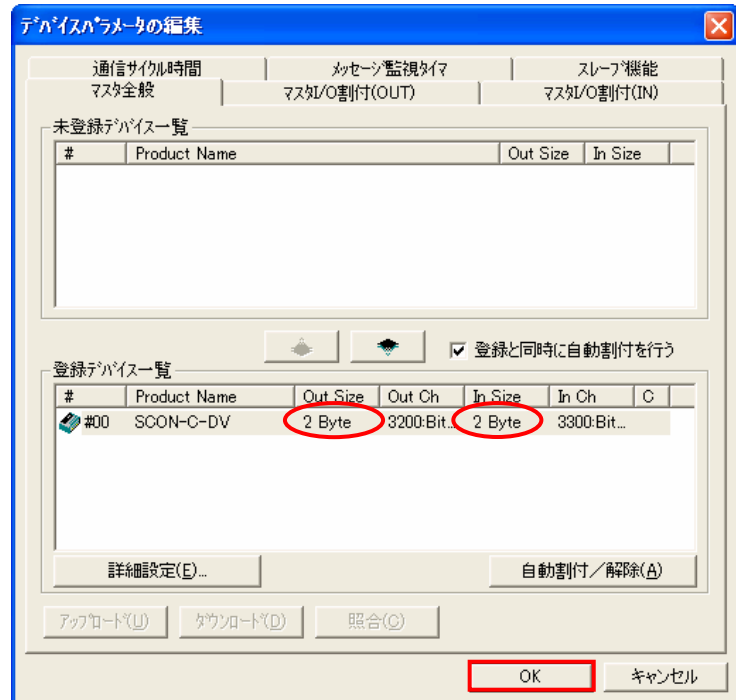 ﾃﾞﾊﾞｲｽﾊﾟﾗﾒｰﾀの編集
通信ｻｲｸﾙ時間 ﾒｯｾｰｼﾞ監視ﾀｲﾏ ｽﾚｰﾌﾞ機能
ﾏｽﾀ全般 ﾏｽﾀI/O割付(OUT) ﾏｽﾀI/O割付(IN)
未登録ﾃﾞﾊﾞｲｽ一覧
# Product Name Out Size In Size
登録と同時に自動割付を行う
登録ﾃﾞﾊﾞｲｽ一覧
# Product Name Out Size Out Ch In Size In Ch C
#00 SCON-C-DV 2 Byte 3200:Bit... 2 Byte 3300:Bit...
詳細設定(E)... 自動割付／解除(A)
ｱｯﾌﾟﾛｰﾄﾞ(U) ﾀﾞｳﾝﾛｰﾄﾞ(D) 照合(C)
OK キャンセル